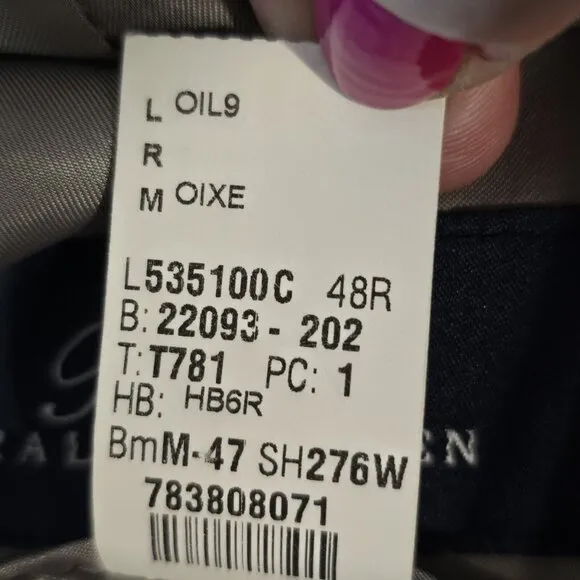 L OIL9
R
M OIXE
L535100C 48R
B: 22093 - 202
T: T781 PC: 1
HB: HB6R
BmM-47 SH276W
783808071